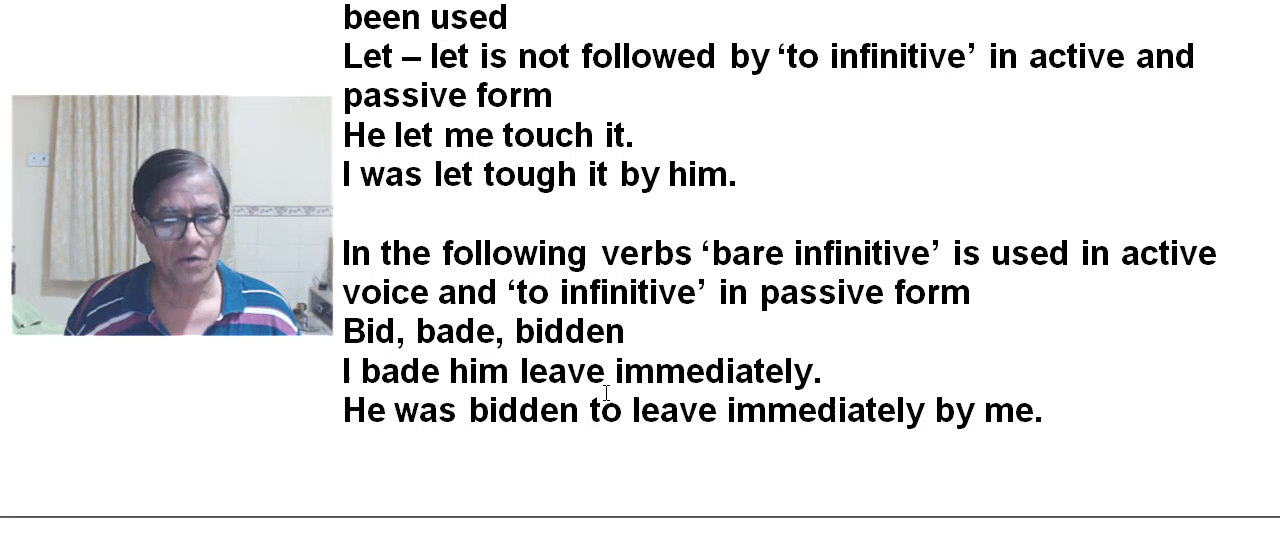 been used
Let – let is not followed by ‘to infinitive’ in active and
passive form
He let me touch it.
I was let tough it by him.
In the following verbs ‘bare infinitive’ is used in active
voice and ‘to infinitive’ in passive form
Bid, bade, bidden
I bade him leave immediately.
He was bidden to leave immediately by me.